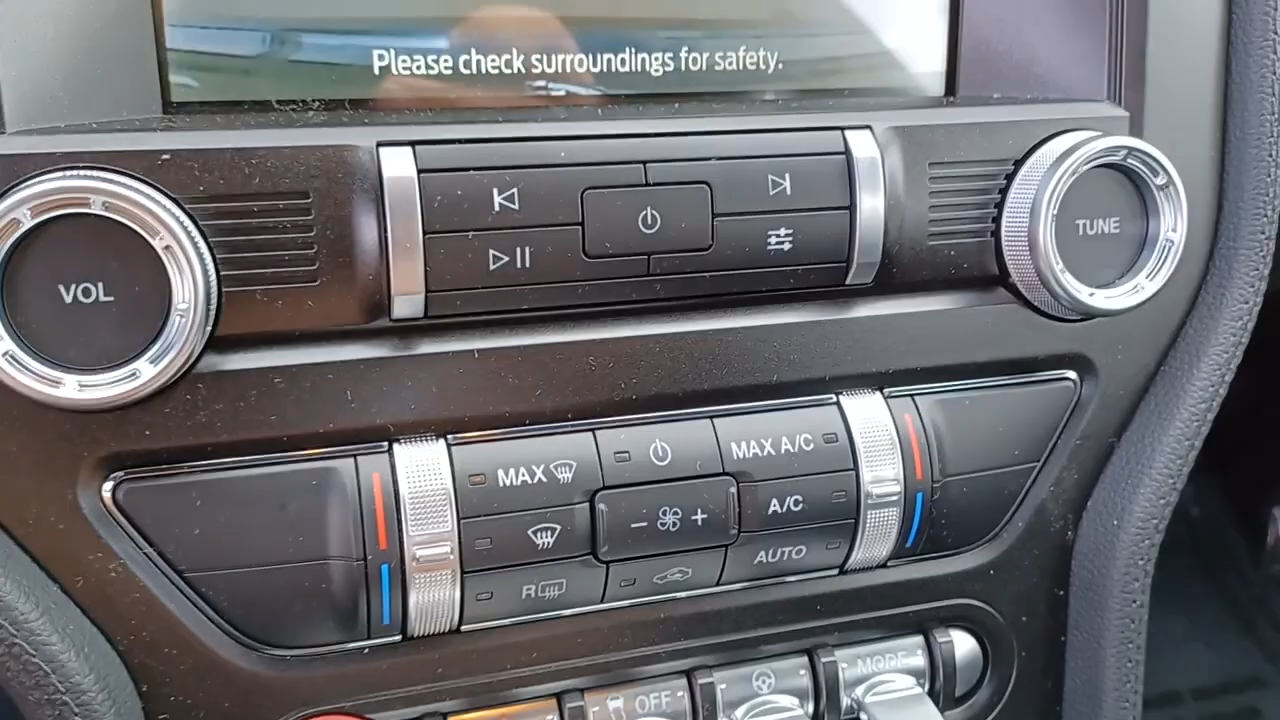 Please check surroundings for safety.
VOL
TUNE
MAX
MAX A/C
A/C
AUTO
R
OFF
MODE